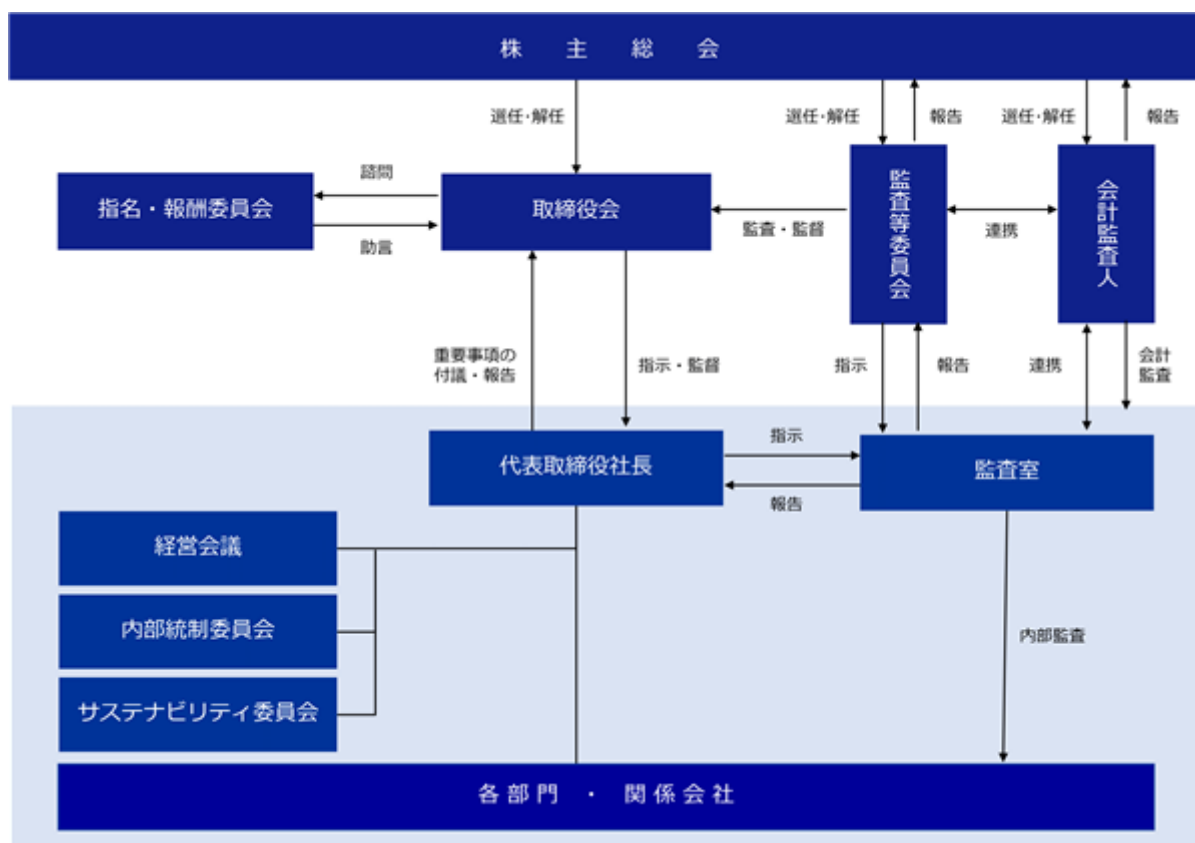 株主総会
選任・解任
選任・解任
報告
選任・解任
報告
諮問
指名・報酬委員会
取締役会
監査等委員会
会計監査人
助言
監査・監督
連携
重要事項の
付議・報告
指示・監督
指示
報告
連携
会計
監査
代表取締役社長
指示
監査室
報告
経営会議
内部統制委員会
内部監査
サステナビリティ委員会
各部門・関係会社